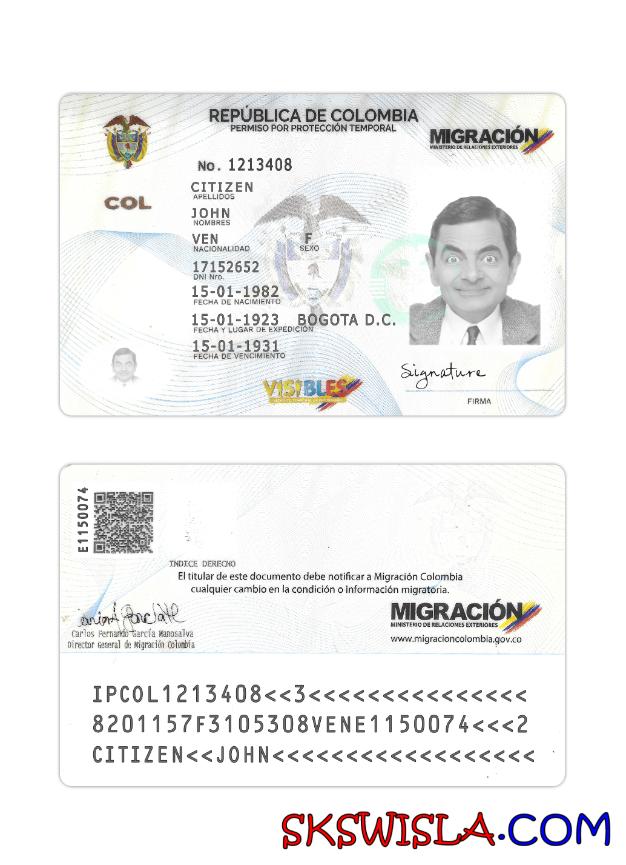 REPÚBLICA DE COLOMBIA
PERMISO POR PROTECCIÓN TEMPORAL
MIGRACIÓN
MINISTERIO DE RELACIONES EXTERIORES
No. 1213408
COL
CITIZEN
APELLIDOS
JOHN
NOMBRES
VEN F
NACIONALIDAD SEXO
17152652
DNI Nro.
15-01-1982
FECHA DE NACIMIENTO
15-01-1923 BOGOTA D.C.
FECHA Y LUGAR DE EXPEDICIÓN
15-01-1931
FECHA DE VENCIMIENTO
Signature
FIRMA
VISIBLES
E1150074
INDICE DERECHO
El titular de este documento debe notificar a Migración Colombia
cualquier cambio en la condición o información migratoria.
Carlos Fernando García Manosalva
Director General de Migración Colombia
MIGRACIÓN
MINISTERIO DE RELACIONES EXTERIORES
www.migracioncolombia.gov.co
IPCOL1213408<<3<<<<<<<<<<<<<<<
8201157F3105308VENE1150074<<<2
CITIZEN<<JOHN<<<<<<<<<<<<<<<<<
SKSWISLA.COM